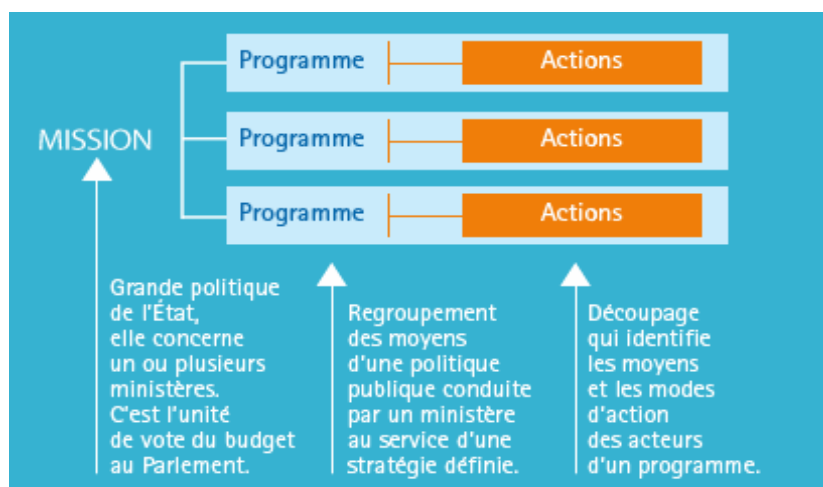 Programme Actions
MISSION Programme Actions
Programme Actions
Grande politique
de l'État,
elle concerne
un ou plusieurs
ministères.
C'est l'unité
de vote du budget
au Parlement.
Regroupement
des moyens
d'une politique
publique conduite
par un ministère
au service d'une
stratégie définie.
Découpage
qui identifie
les moyens
et les modes
d'action
des acteurs
d'un programme.